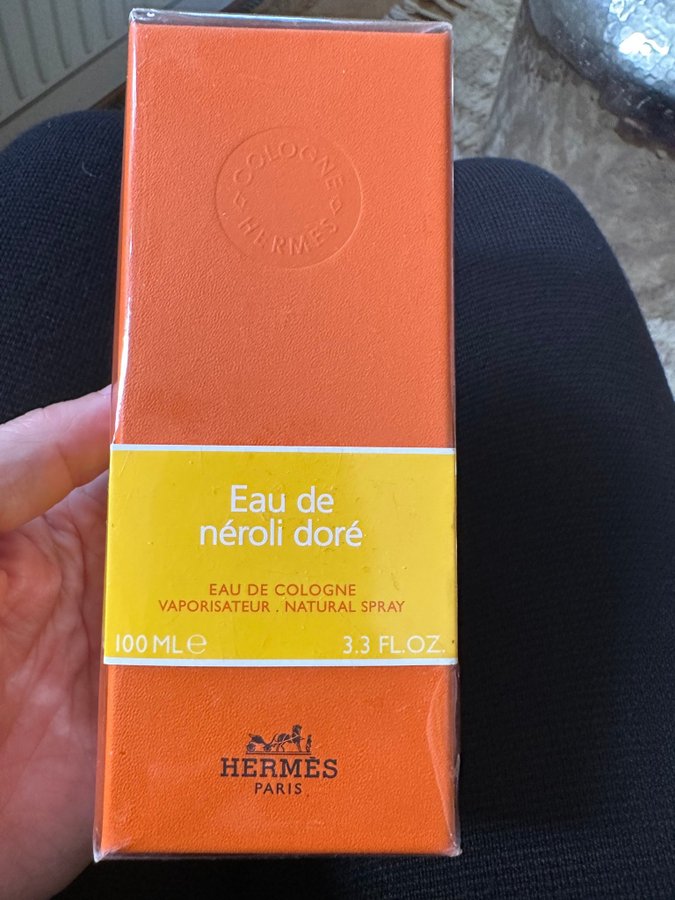 COLOGNE
HERMÈS
Eau de
néroli doré
EAU DE COLOGNE
VAPORISATEUR . NATURAL SPRAY
100 ML ℮ 3.3 FL.OZ.
HERMÈS
PARIS